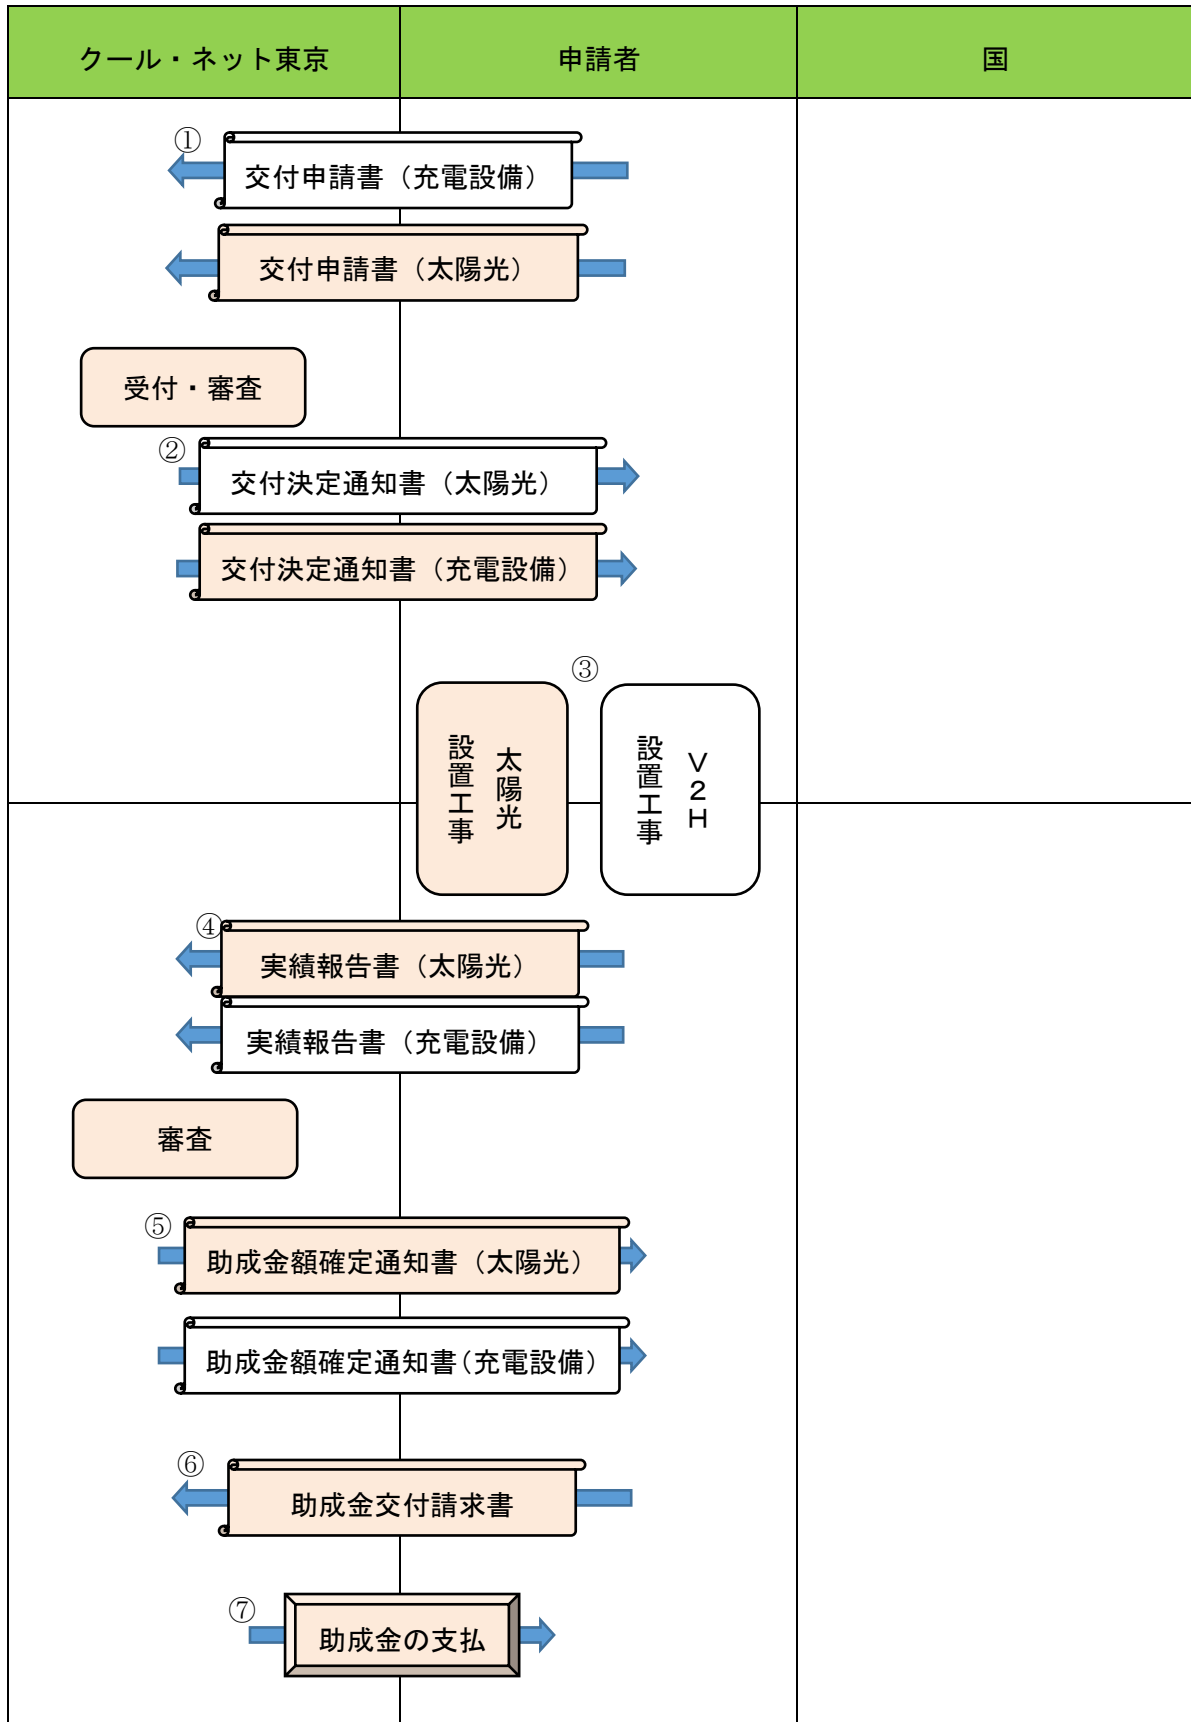 クール・ネット東京
申請者
国
①
交付申請書（充電設備）
交付申請書（太陽光）
受付・審査
②
交付決定通知書（太陽光）
交付決定通知書（充電設備）
③
太陽光
設置工事
Ｖ２Ｈ
設置工事
④
実績報告書（太陽光）
実績報告書（充電設備）
審査
⑤
助成金額確定通知書（太陽光）
助成金額確定通知書（充電設備）
⑥
助成金交付請求書
⑦
助成金の支払